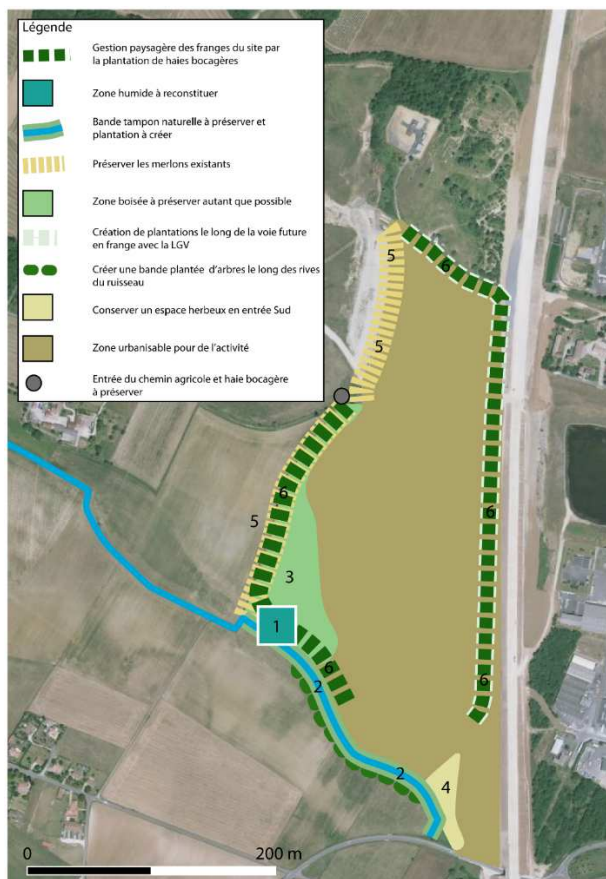 Légende
Gestion paysagère des franges du site par
la plantation de haies bocagères
Zone humide à reconstituer
Bande tampon naturelle à préserver et
plantation à créer
Préserver les merlons existants
Zone boisée à préserver autant que possible
Création de plantations le long de la voie future
en frange avec la LGV
Créer une bande plantée d'arbres le long des rives
du ruisseau
Conserver un espace herbeux en entrée Sud
Zone urbanisable pour de l'activité
Entrée du chemin agricole et haie bocagère
à préserver
5
6
5
6
5
6
3
1
6
2
6
2
4
0
200 m